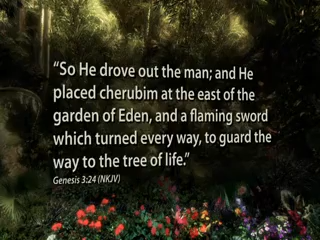 “So He drove out the man; and He
placed cherubim at the east of the
garden of Eden, and a flaming sword
which turned every way, to guard the
way to the tree of life.”
Genesis 3:24 (NKJV)